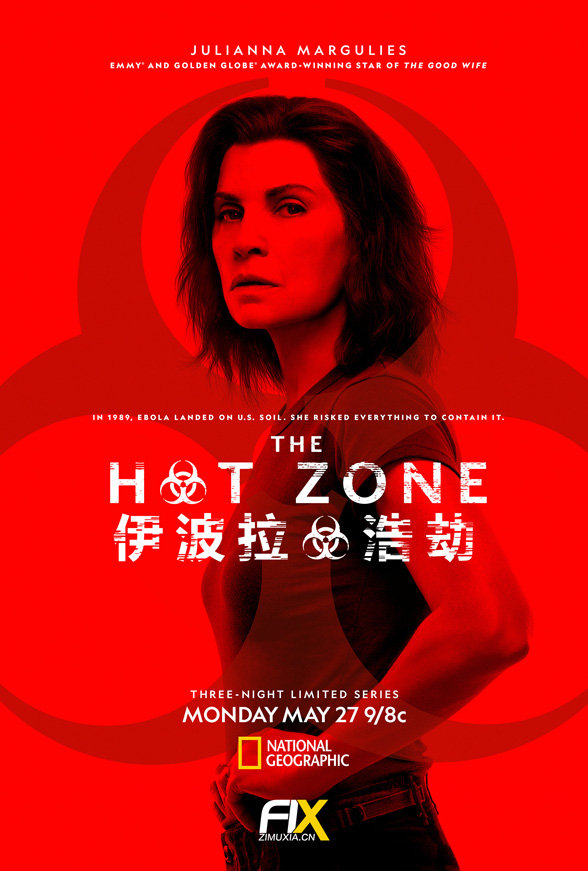 JULIANNA MARGULIES
EMMY® AND GOLDEN GLOBE® AWARD-WINNING STAR OF THE GOOD WIFE
IN 1989, EBOLA LANDED ON U.S. SOIL. SHE RISKED EVERYTHING TO CONTAIN IT.
THE
HOT ZONE
伊波拉浩劫
THREE-NIGHT LIMITED SERIES
MONDAY MAY 27 9/8c
NATIONAL
GEOGRAPHIC
FIX
ZIMUXIA.CN